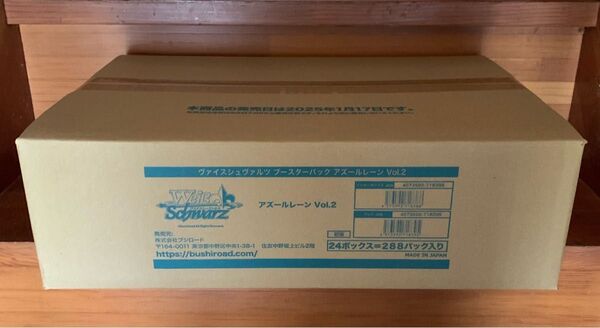 本商品の発売日は2025年1月17日です。
ヴァイスシュヴァルツ ブースターパック アズールレーン Vol.2
Weiß
Schwarz
アズールレーン Vol.2
発売元:
株式会社ブシロード
〒164-0011 東京都中野区中央1-38-1 住友中野坂上ビル2階
https://bushiroad.com/
初版
24ボックス=288パック入り
MADE IN JAPAN